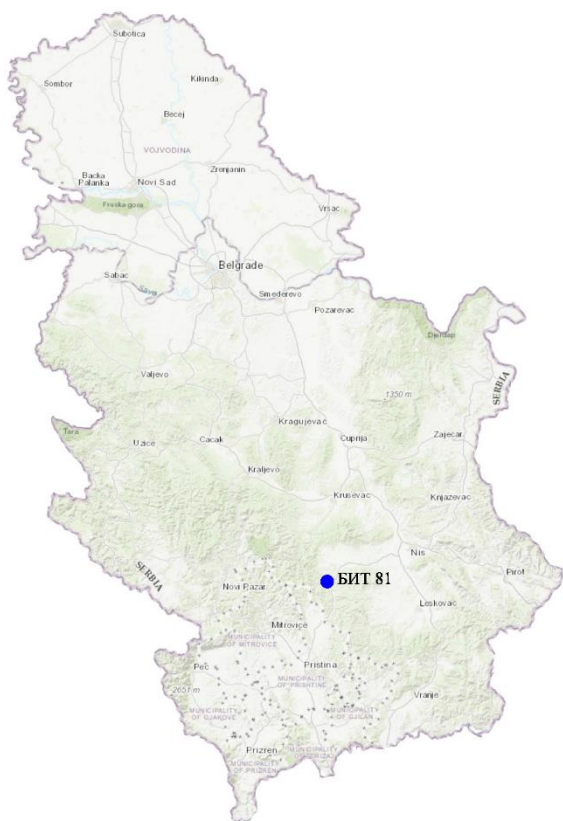 Subotica
Kikinda
Sombor
Becej
VOJVODINA
Zrenjanin
Backa
Palanka
Novi Sad
Fruska gora
Vrsac
Belgrade
Sabac
Sava
Smederevo
Pozarevac
Djerdap
SERBIA
Valjevo
1350 m
Kragujevac
Tara
Cuprija
Zajecar
Uzice
Cacak
Kraljevo
Krusevac
Knjazevac
Nis
SERBIA
Pirot
Novi Pazar
БИТ 81
Leskovac
Mitrovice
MUNICIPALITY
OF MITROVICE
Peć
Pristina
2651 m
MUNICIPALITY
OF PRISHTINE
Vranje
MUNICIPALITY
OF GJAKOVE
MUNICIPALITY
OF GJILAN
Prizren
MUNICIPALITY
MUNICIPALITY
OF PRIZREN